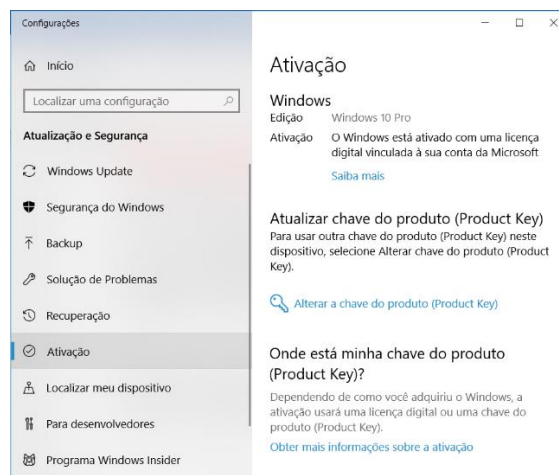 Configurações
Início
Localizar uma configuração
Atualização e Segurança
Windows Update
Segurança do Windows
Backup
Solução de Problemas
Recuperação
Ativação
Localizar meu dispositivo
Para desenvolvedores
Programa Windows Insider
Ativação
Windows
Edição Windows 10 Pro
Ativação O Windows está ativado com uma licença
digital vinculada à sua conta da Microsoft
Saiba mais
Atualizar chave do produto (Product Key)
Para usar outra chave do produto (Product Key) neste
dispositivo, selecione Alterar chave do produto (Product
Key).
Alterar a chave do produto (Product Key)
Onde está minha chave do produto
(Product Key)?
Dependendo de como você adquiriu o Windows, a
ativação usará uma licença digital ou uma chave do
produto (Product Key).
Obter mais informações sobre a ativação